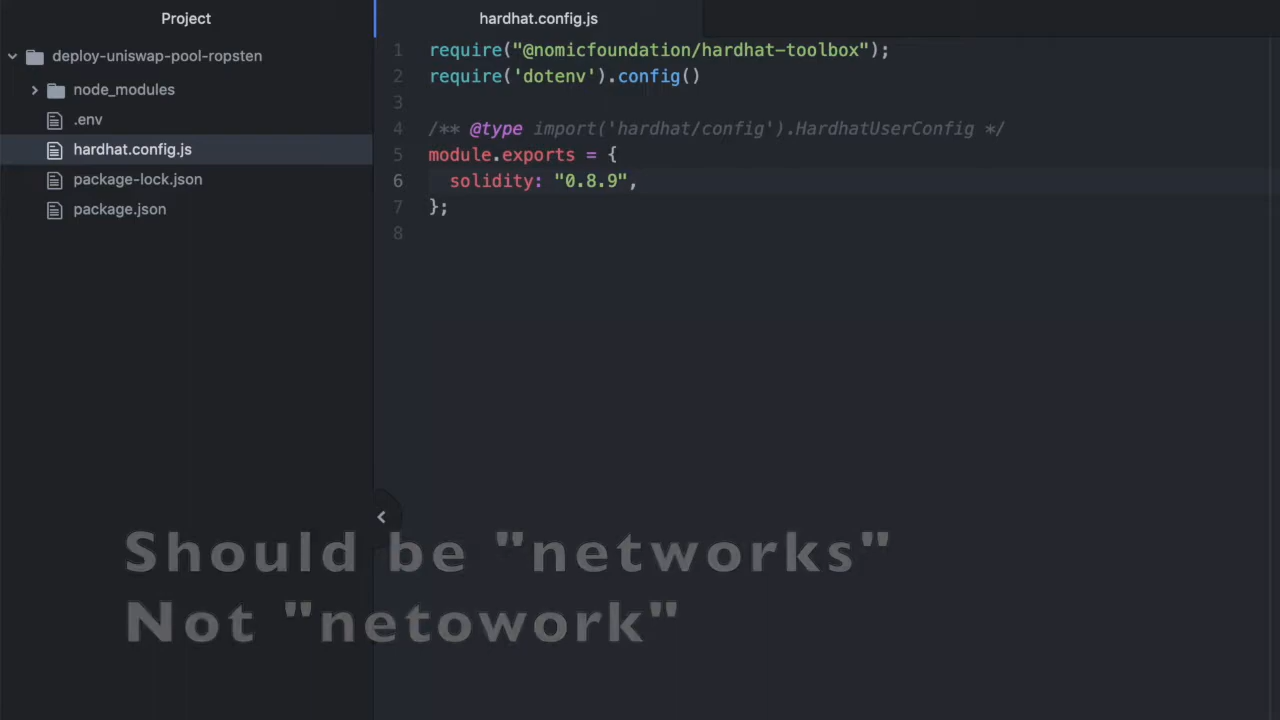 Project
deploy-uniswap-pool-ropsten
node_modules
.env
hardhat.config.js
package-lock.json
package.json
hardhat.config.js
1 require("@nomicfoundation/hardhat-toolbox");
2 require('dotenv').config()
3
4 /** @type import('hardhat/config').HardhatUserConfig */
5 module.exports = {
6 solidity: "0.8.9",
7 };
8
Should be "networks"
Not "netowork"